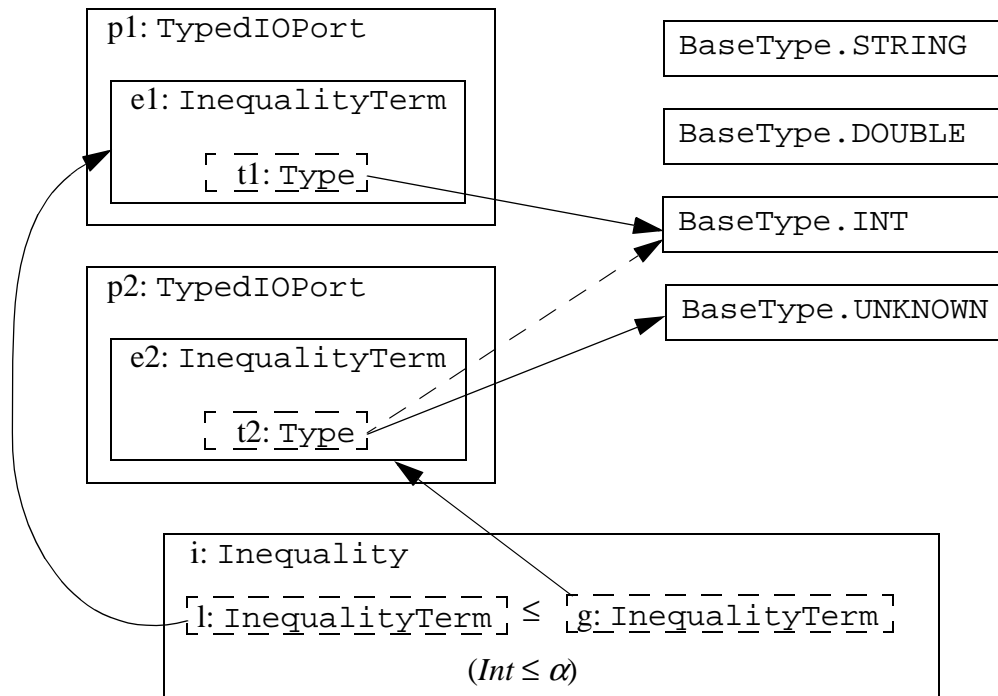 p1: TypedIOPort
e1: InequalityTerm
t1: Type
p2: TypedIOPort
e2: InequalityTerm
t2: Type
BaseType.STRING
BaseType.DOUBLE
BaseType.INT
BaseType.UNKNOWN
i: Inequality
l: InequalityTerm ≤ g: InequalityTerm
(Int ≤ α)